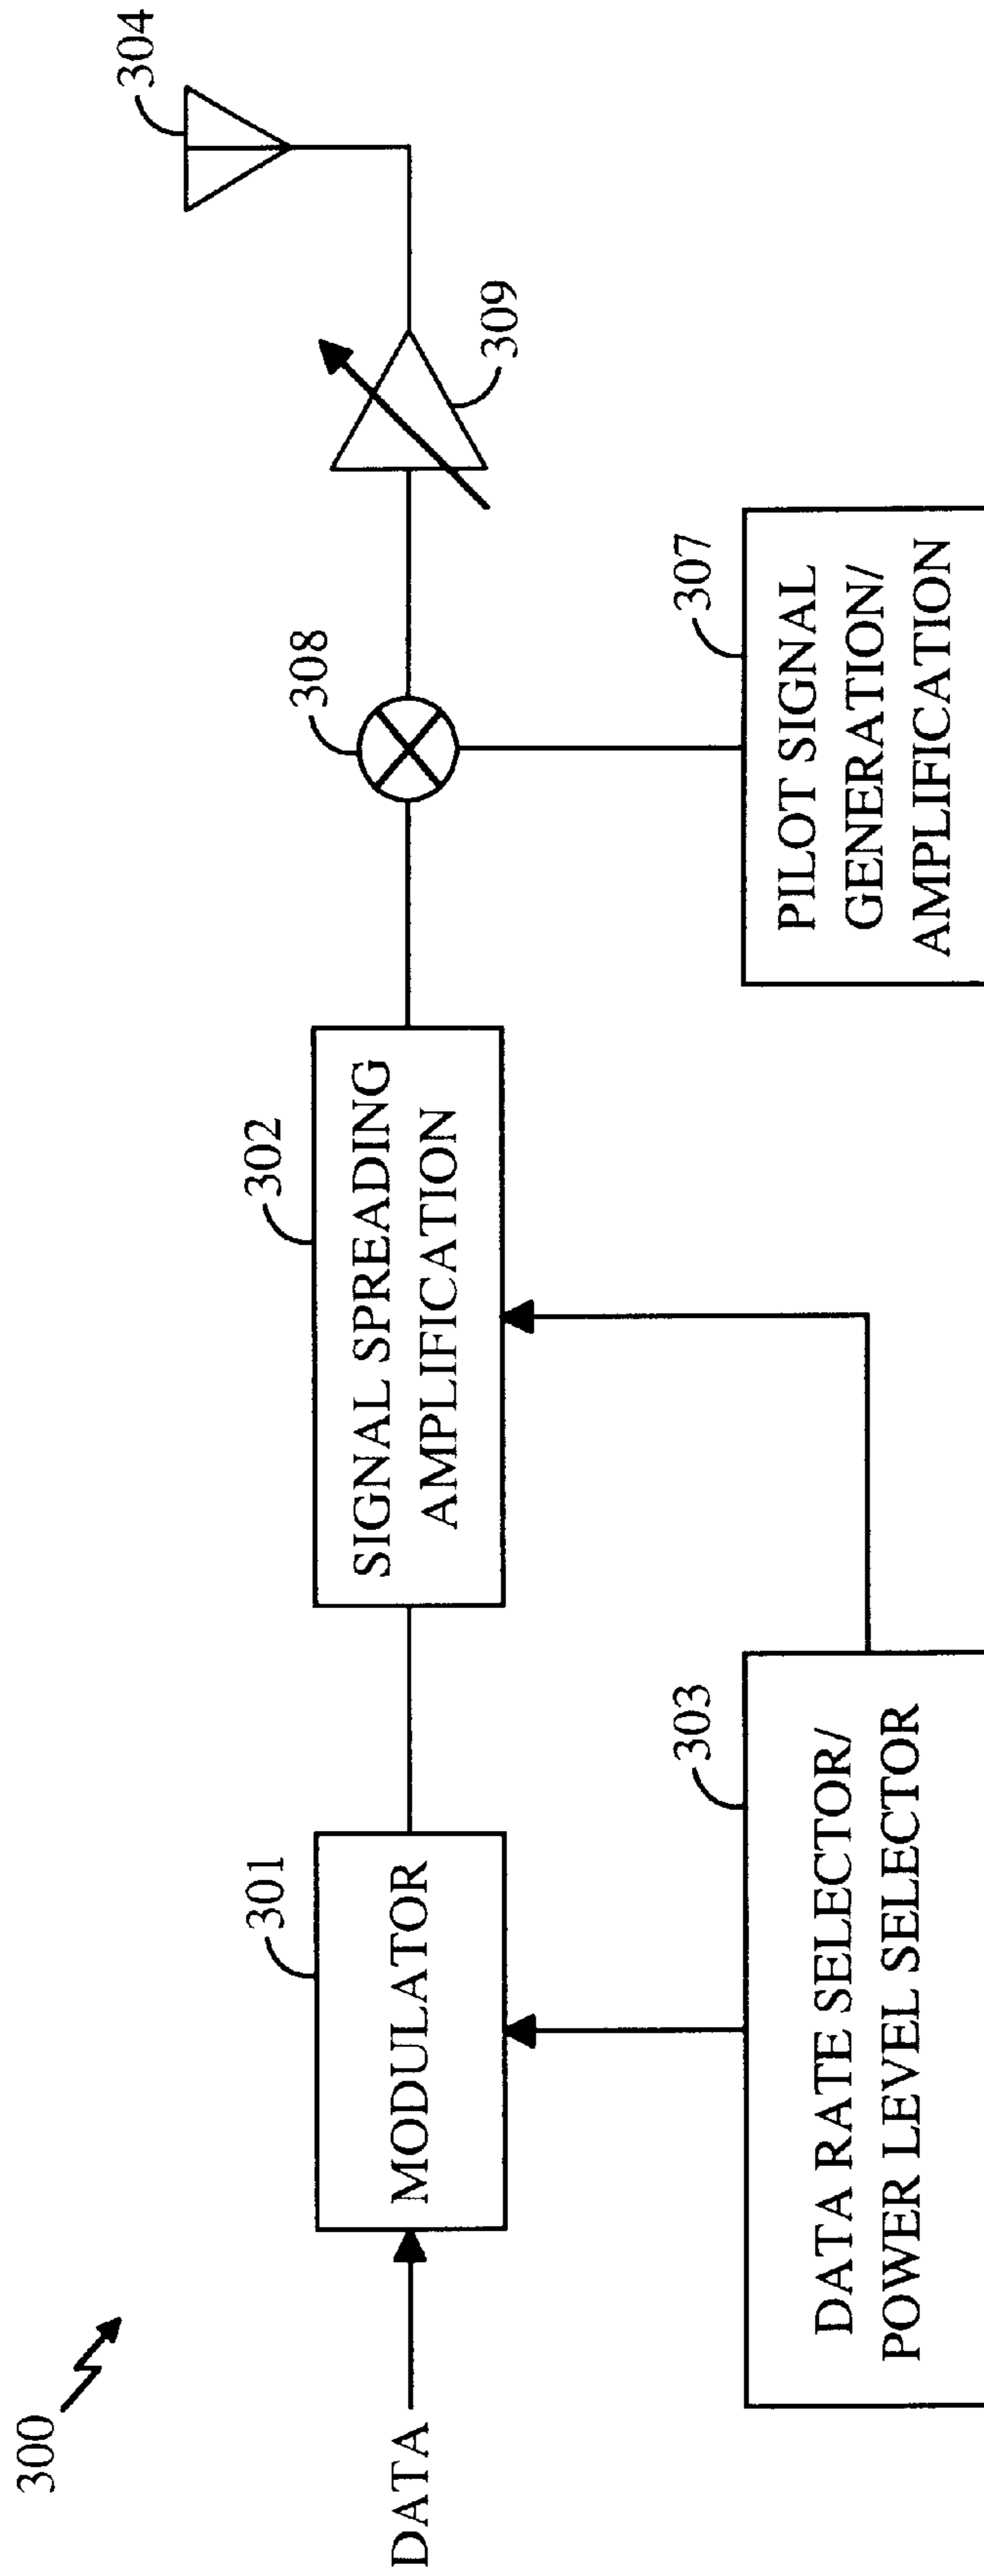 300
DATA
301
MODULATOR
302
SIGNAL SPREADING
AMPLIFICATION
308
309
304
303
DATA RATE SELECTOR/
POWER LEVEL SELECTOR
307
PILOT SIGNAL
GENERATION/
AMPLIFICATION